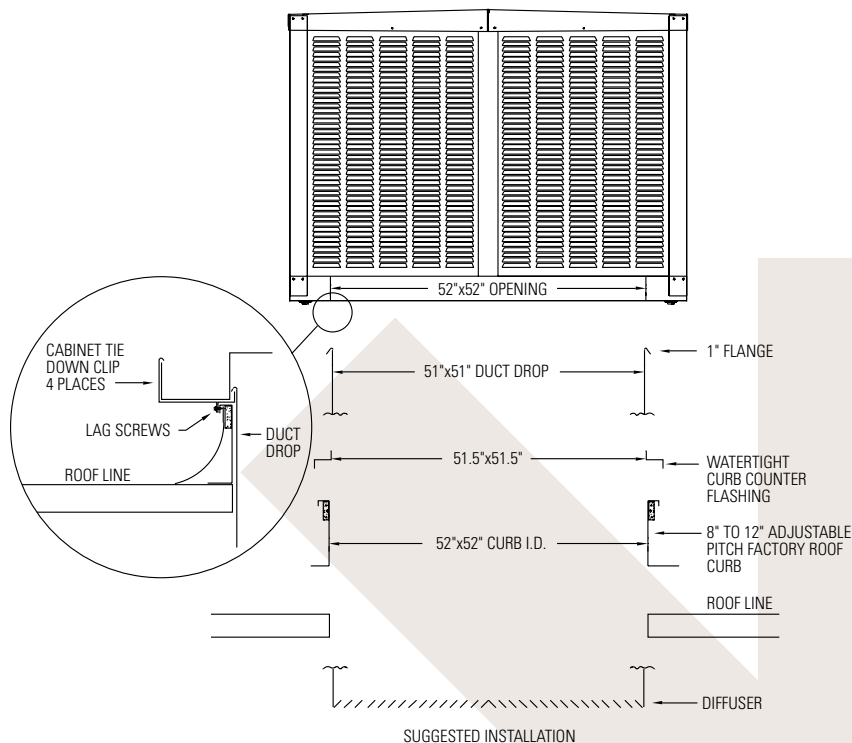 52"x52" OPENING
CABINET TIE
DOWN CLIP
4 PLACES
LAG SCREWS
DUCT
DROP
ROOF LINE
1" FLANGE
51"x51" DUCT DROP
51.5"x51.5"
WATERTIGHT
CURB COUNTER
FLASHING
52"x52" CURB I.D.
8" TO 12" ADJUSTABLE
PITCH FACTORY ROOF
CURB
ROOF LINE
DIFFUSER
SUGGESTED INSTALLATION